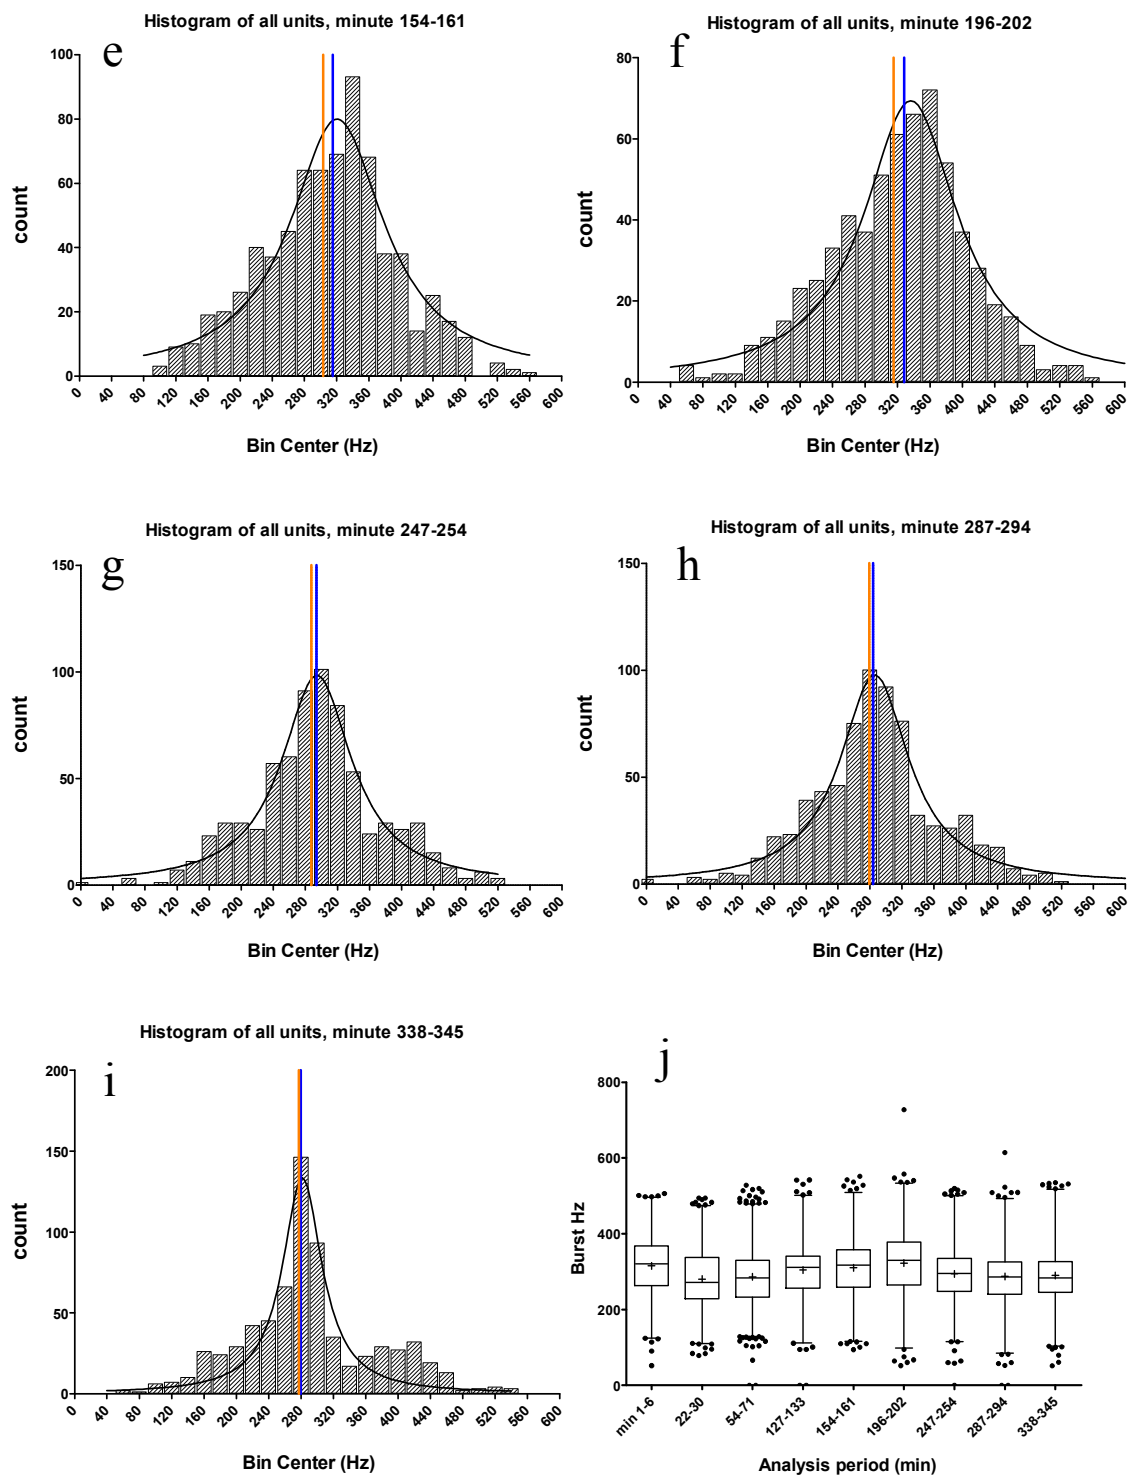 Histogram of all units, minute 154-161
e
100
80
60
40
20
0
count
0 40 80 120 160 200 240 280 320 360 400 440 480 520 560 600
Bin Center (Hz)
Histogram of all units, minute 196-202
f
80
60
40
20
0
count
0 40 80 120 160 200 240 280 320 360 400 440 480 520 560 600
Bin Center (Hz)
Histogram of all units, minute 247-254
g
150
100
50
0
count
0 40 80 120 160 200 240 280 320 360 400 440 480 520 560 600
Bin Center (Hz)
Histogram of all units, minute 287-294
h
150
100
50
0
count
0 40 80 120 160 200 240 280 320 360 400 440 480 520 560 600
Bin Center (Hz)
Histogram of all units, minute 338-345
i
200
150
100
50
0
count
0 40 80 120 160 200 240 280 320 360 400 440 480 520 560 600
Bin Center (Hz)
j
800
600
400
200
0
Burst Hz
min 1-6 22-30 54-71 127-133 154-161 196-202 247-254 287-294 338-345
Analysis period (min)